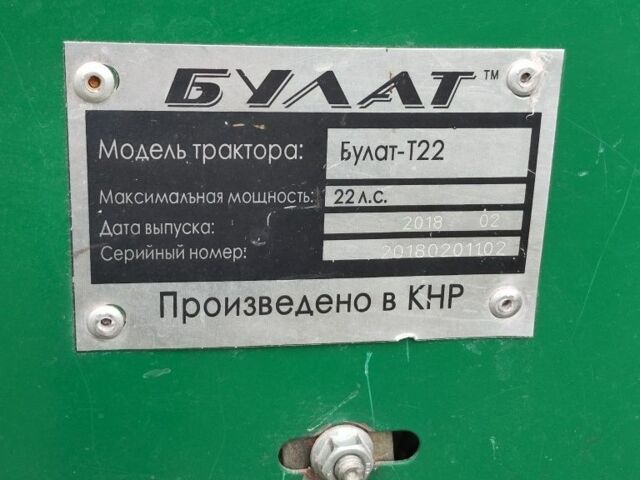 БУЛАТ™
Модель трактора: Булат-Т22
Максимальная мощность: 22 л.с.
Дата выпуска: 2018 02
Серийный номер: 20180201102
Произведено в КНР